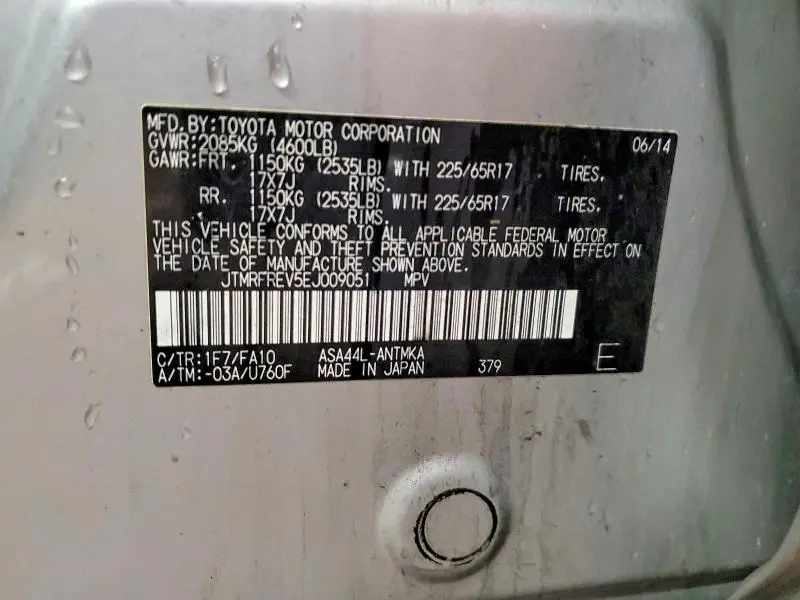 MFD.BY:TOYOTA MOTOR CORPORATION 06/14
GVWR:2085KG (4600LB)
GAWR:FRT. 1150KG (2535LB) WITH 225/65R17 TIRES,
17X7J RIMS.
RR. 1150KG (2535LB) WITH 225/65R17 TIRES,
17X7J RIMS.
THIS VEHICLE CONFORMS TO ALL APPLICABLE FEDERAL MOTOR
VEHICLE SAFETY AND THEFT PREVENTION STANDARDS IN EFFECT ON
THE DATE OF MANUFACTURE SHOWN ABOVE.
JTMRFREV5EJ009051 MPV
C/TR:1F7/FA10 ASA44L-ANTMKA
A/TM:-03A/U760F MADE IN JAPAN 379 E